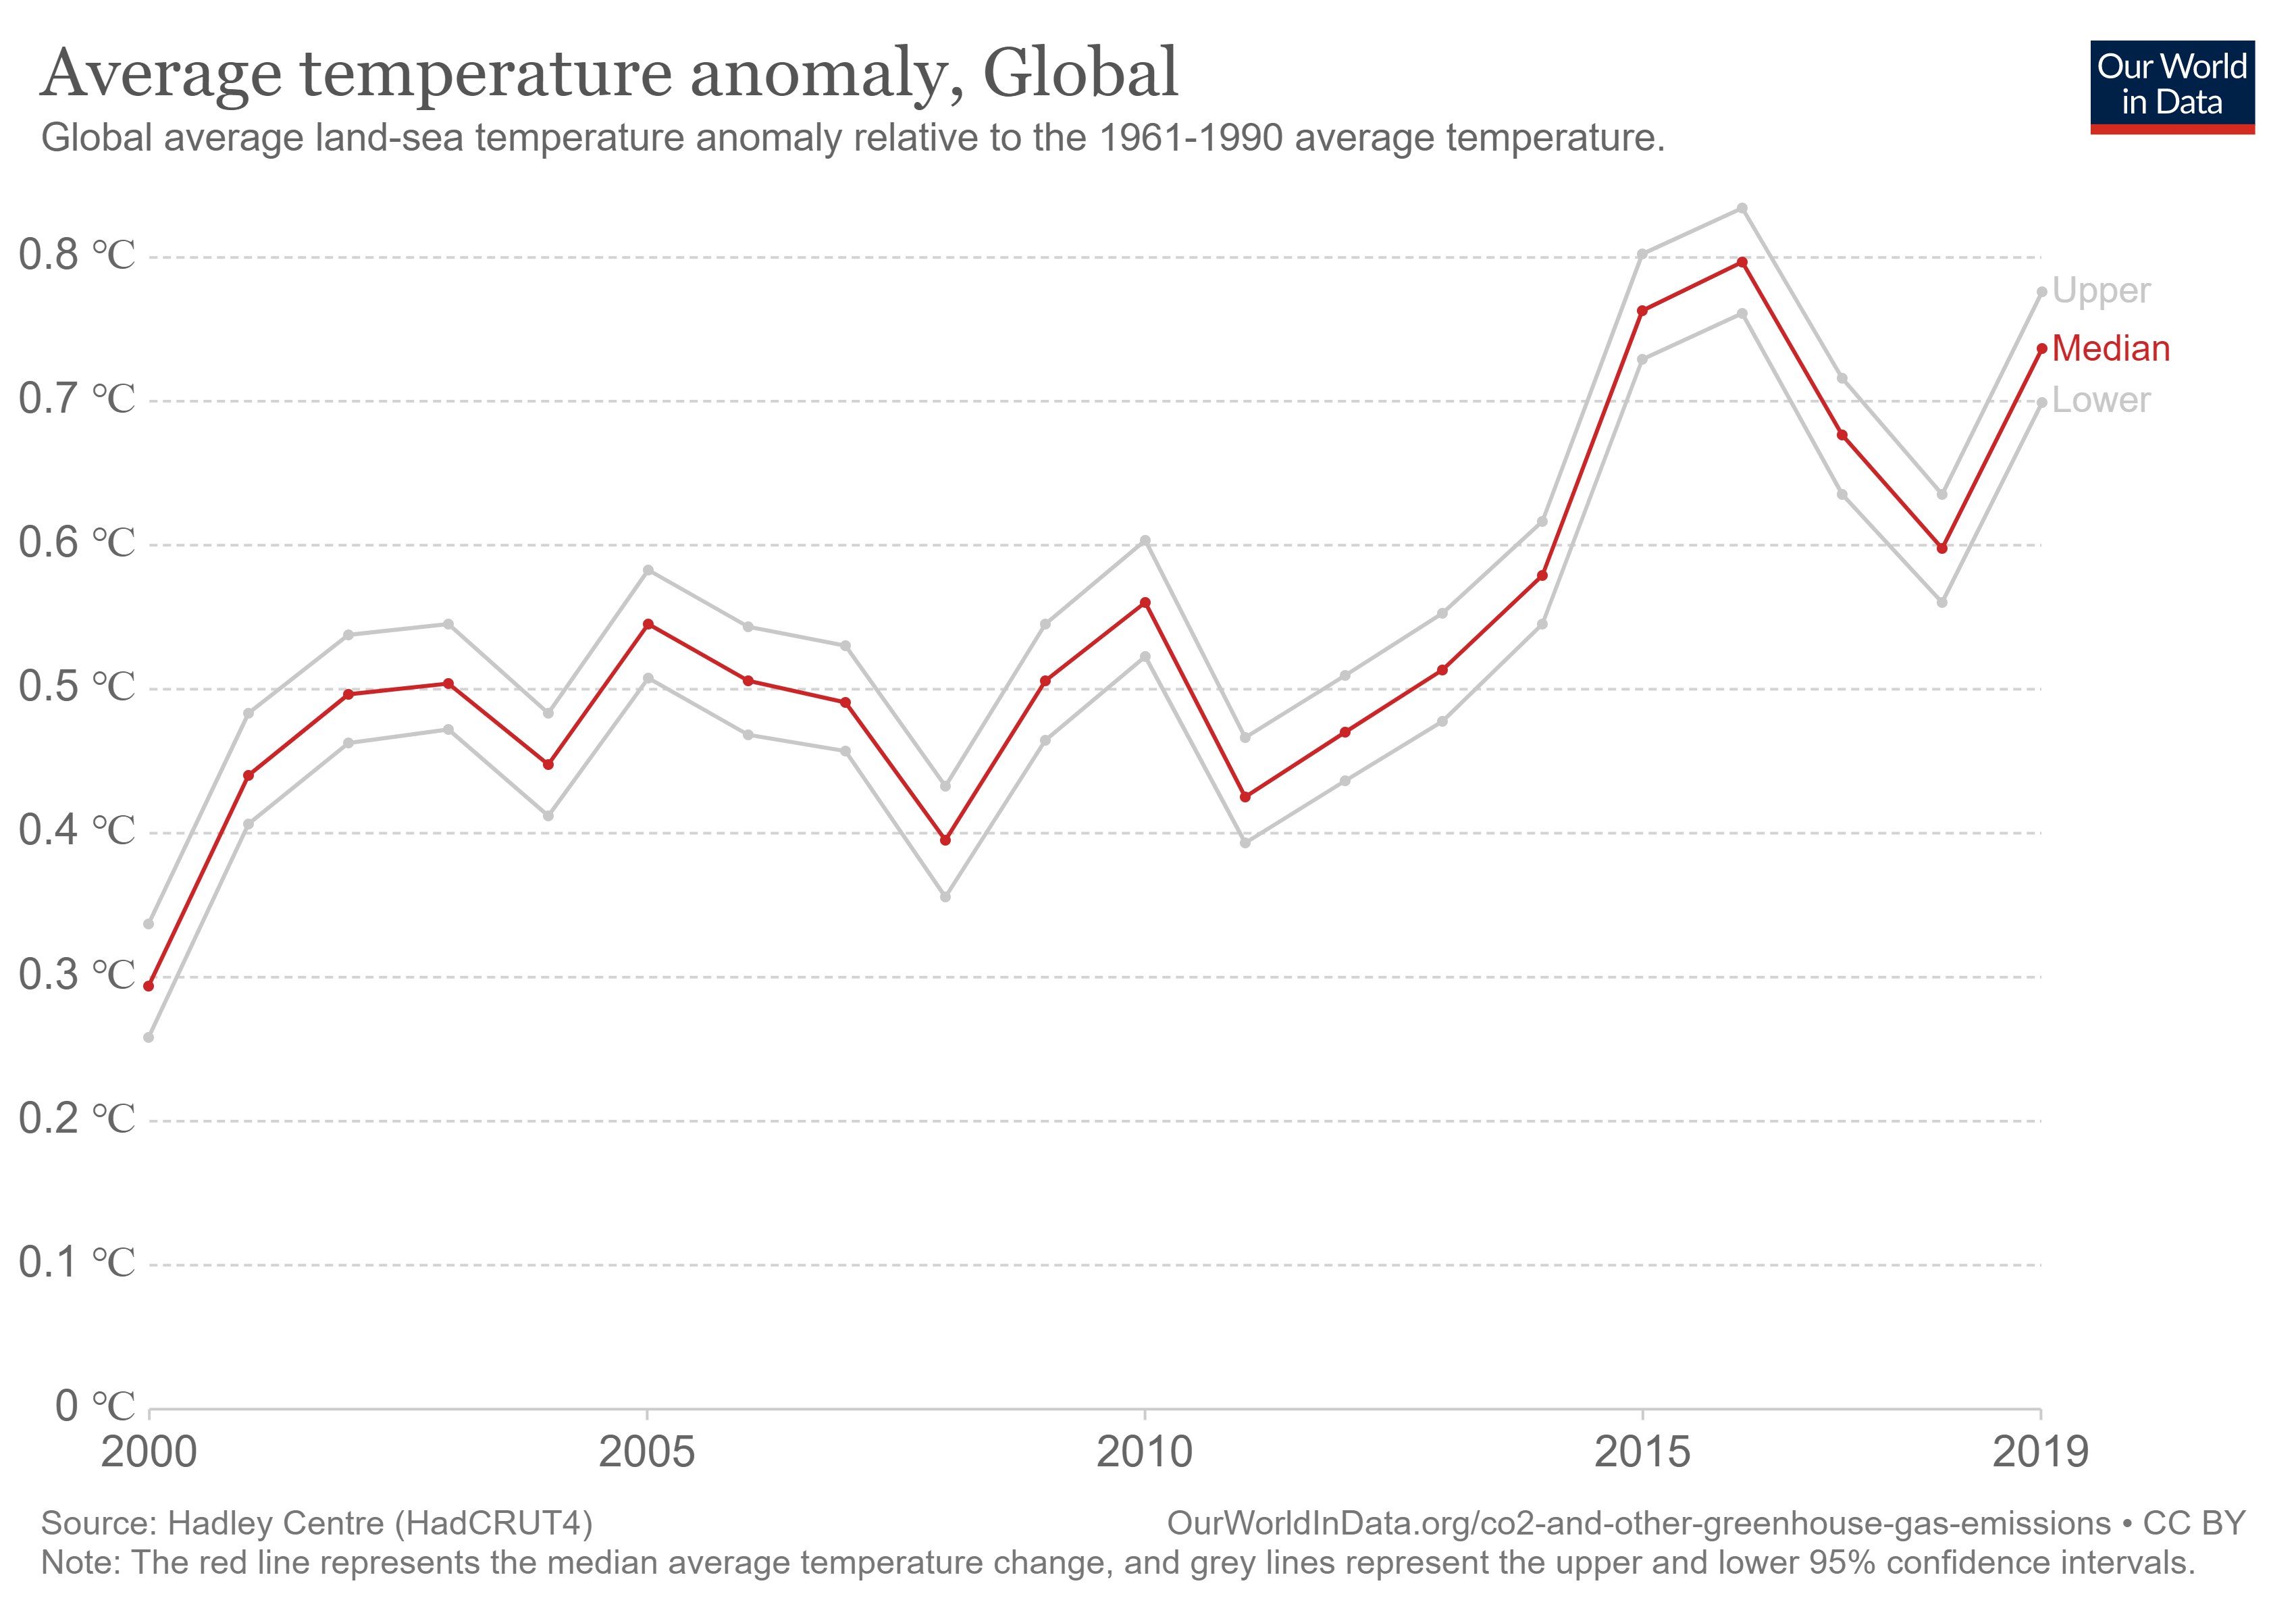 Average temperature anomaly, Global
Global average land-sea temperature anomaly relative to the 1961-1990 average temperature.
Our World
in Data
0.8 °C
0.7 °C
0.6 °C
0.5 °C
0.4 °C
0.3 °C
0.2 °C
0.1 °C
0 °C
Upper
Median
Lower
2000 2005 2010 2015 2019
Source: Hadley Centre (HadCRUT4)
OurWorldInData.org/co2-and-other-greenhouse-gas-emissions • CC BY
Note: The red line represents the median average temperature change, and grey lines represent the upper and lower 95% confidence intervals.